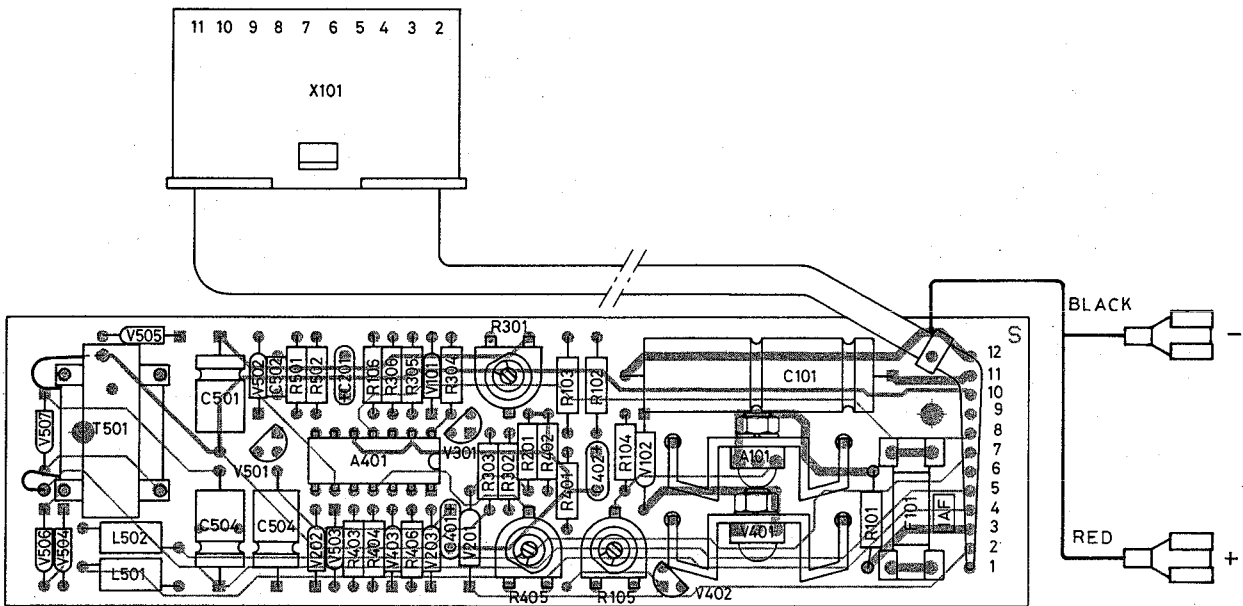 11 10 9 8 7 6 5 4 3 2
X101
BLACK
-
RED
+
S
12
11
10
9
8
7
6
5
4
3
2
1
V505
R301
V502
C502
R501
R502
C201
R106
R306
R305
V101
R304
R103
R102
C101
C501
V507
T501
V501
A401
V301
R303
R302
R201
R402
R401
C402
R104
V102
A101
V401
R101
F101
AF
C504
C504
V506
V504
L502
L501
V202
V503
R403
R404
V403
R406
V203
C401
V201
R405
R105
V402